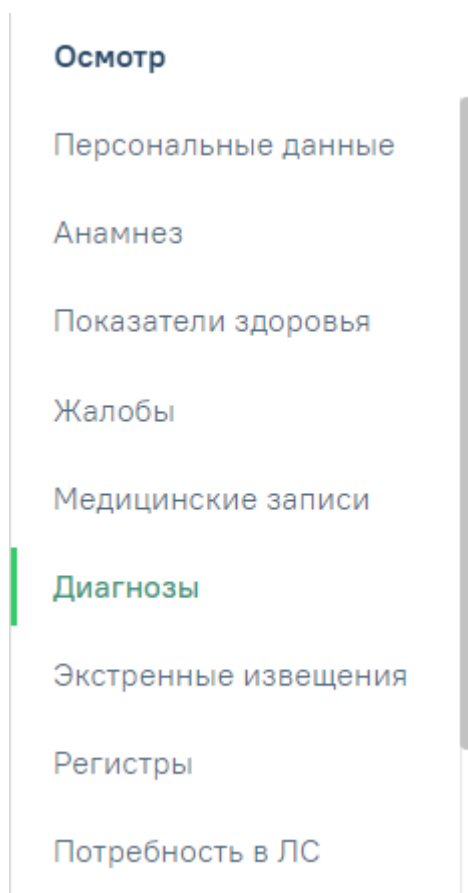 Осмотр
Персональные данные
Анамнез
Показатели здоровья
Жалобы
Медицинские записи
Диагнозы
Экстренные извещения
Регистры
Потребность в ЛС